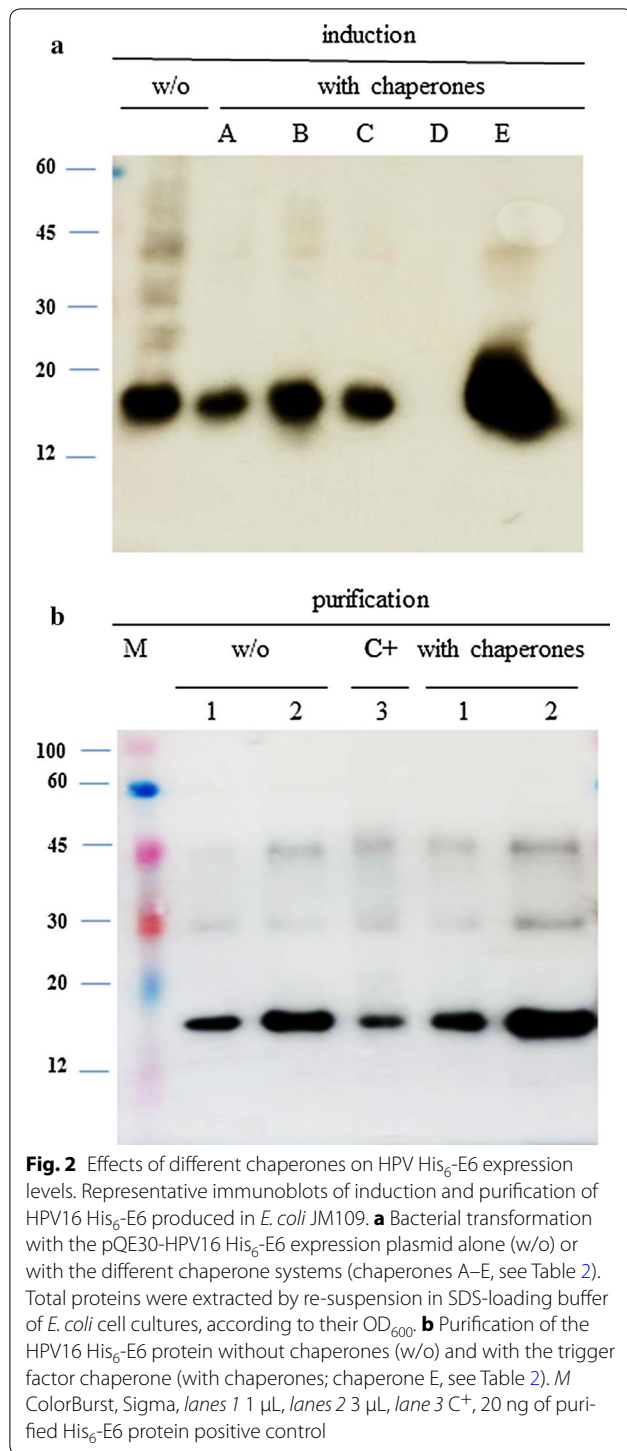 a
induction
w/o with chaperones
A B C D E
60
45
30
20
12
b
purification
M w/o C+ with chaperones
1 2 3 1 2
100
60
45
30
20
12
Fig. 2 Effects of different chaperones on HPV His₆-E6 expression
levels. Representative immunoblots of induction and purification of
HPV16 His₆-E6 produced in E. coli JM109. a Bacterial transformation
with the pQE30-HPV16 His₆-E6 expression plasmid alone (w/o) or
with the different chaperone systems (chaperones A–E, see Table 2).
Total proteins were extracted by re-suspension in SDS-loading buffer
of E. coli cell cultures, according to their OD₆₀₀. b Purification of the
HPV16 His₆-E6 protein without chaperones (w/o) and with the trigger
factor chaperone (with chaperones; chaperone E, see Table 2). M
ColorBurst, Sigma, lanes 1 1 μL, lanes 2 3 μL, lane 3 C⁺, 20 ng of puri-
fied His₆-E6 protein positive control